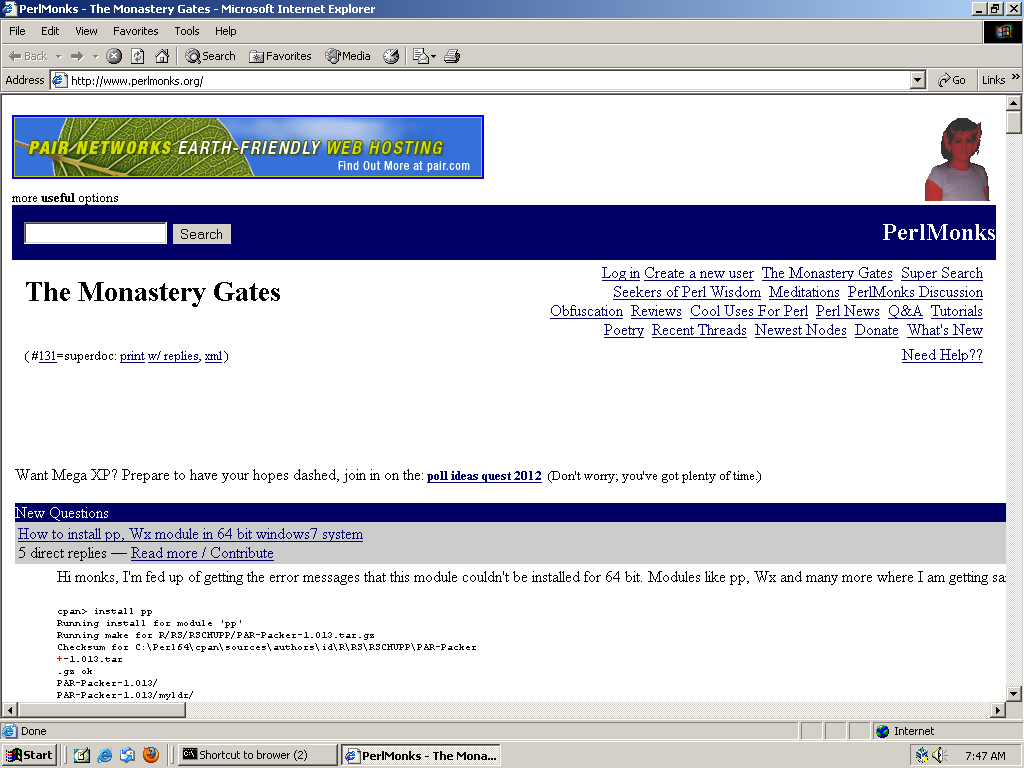 PerlMonks - The Monastery Gates - Microsoft Internet Explorer
File Edit View Favorites Tools Help
Back Search Favorites Media
Address http://www.perlmonks.org/ Go Links »
PAIR NETWORKS EARTH-FRIENDLY WEB HOSTING
Find Out More at pair.com
more useful options
Search PerlMonks
Log in Create a new user The Monastery Gates Super Search
The Monastery Gates
Seekers of Perl Wisdom Meditations PerlMonks Discussion
Obfuscation Reviews Cool Uses For Perl Perl News Q&A Tutorials
Poetry Recent Threads Newest Nodes Donate What's New
( #131=superdoc: print w/ replies, xml ) Need Help??
Want Mega XP? Prepare to have your hopes dashed, join in on the: poll ideas quest 2012 (Don't worry; you've got plenty of time.)
New Questions
How to install pp, Wx module in 64 bit windows7 system
5 direct replies — Read more / Contribute
Hi monks, I'm fed up of getting the error messages that this module couldn't be installed for 64 bit. Modules like pp, Wx and many more where I am getting sa
cpan> install pp
Running install for module 'pp'
Running make for R/RS/RSCHUPP/PAR-Packer-1.013.tar.gz
Checksum for C:\Perl64\cpan\sources\authors\id\R\RS\RSCHUPP\PAR-Packer
+-1.013.tar
.gz ok
PAR-Packer-1.013/
PAR-Packer-1.013/myldr/
Done Internet
Start Shortcut to brower (2) PerlMonks - The Mona... 7:47 AM